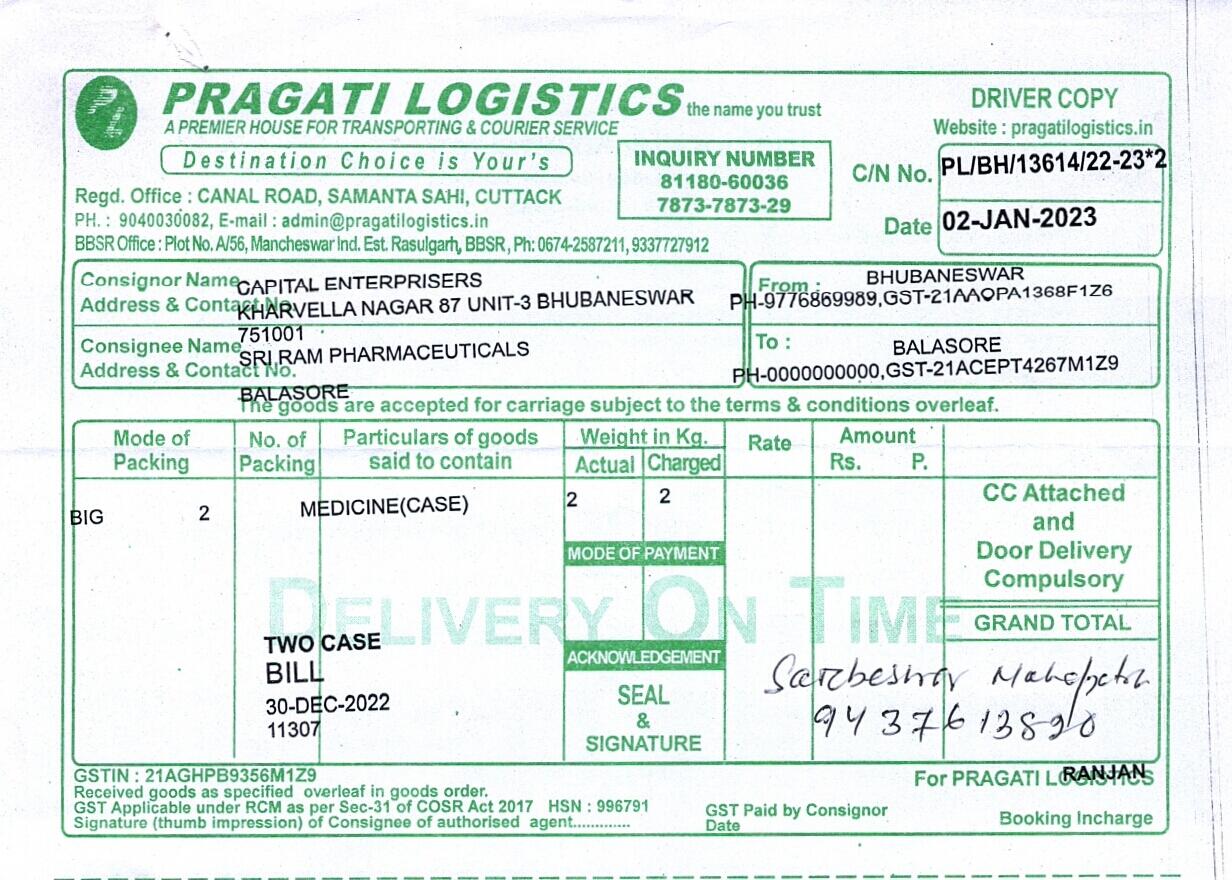 PRAGATI LOGISTICS the name you trust
A PREMIER HOUSE FOR TRANSPORTING & COURIER SERVICE
Destination Choice is Your's
DRIVER COPY
Website : pragatilogistics.in
INQUIRY NUMBER
81180-60036
7873-7873-29
C/N No. PL/BH/13614/22-23*2
Date 02-JAN-2023
Regd. Office : CANAL ROAD, SAMANTA SAHI, CUTTACK
PH. : 9040030082, E-mail : admin@pragatilogistics.in
BBSR Office : Plot No. A/56, Mancheswar Ind. Est. Rasulgarh, BBSR, Ph: 0674-2587211, 9337727912
Consignor Name CAPITAL ENTERPRISERS
Address & Contact No. KHARVELLA NAGAR 87 UNIT-3 BHUBANESWAR
751001
From : BHUBANESWAR
PH-9776869989,GST-21AAQPA1368F1Z6
Consignee Name SRI RAM PHARMACEUTICALS
Address & Contact No.
BALASORE
To : BALASORE
PH-0000000000,GST-21ACEPT4267M1Z9
The goods are accepted for carriage subject to the terms & conditions overleaf.
Mode of Packing
No. of Packing
Particulars of goods said to contain
Weight in Kg.
Actual Charged
Rate
Amount
Rs. P.
BIG 2 MEDICINE(CASE) 2 2
CC Attached
and
Door Delivery
Compulsory
MODE OF PAYMENT
DELIVERY ON TIME
GRAND TOTAL
TWO CASE
BILL
30-DEC-2022
11307
ACKNOWLEDGEMENT
SEAL
&
SIGNATURE
Sarbeswar Mahapatra
9437613890
GSTIN : 21AGHPB9356M1Z9
Received goods as specified overleaf in goods order.
GST Applicable under RCM as per Sec-31 of COSR Act 2017 HSN : 996791
Signature (thumb impression) of Consignee of authorised agent.............
GST Paid by Consignor
Date
For PRAGATI LOGISTICS
RANJAN
Booking Incharge